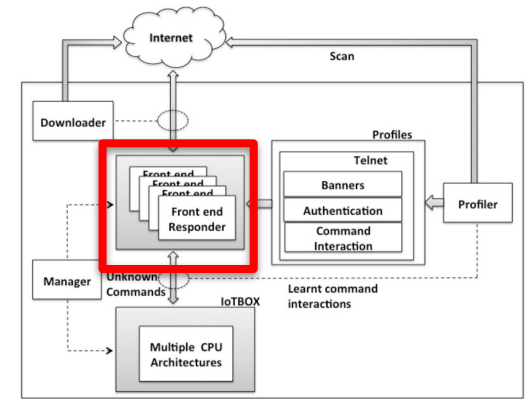 Internet
Scan
Downloader
Profiles
Telnet
Front end
Front end
Front end
Front end
Responder
Banners
Authentication
Command
Interaction
Profiler
Manager
Unknown
Commands
Learnt command
interactions
IoTBOX
Multiple CPU
Architectures